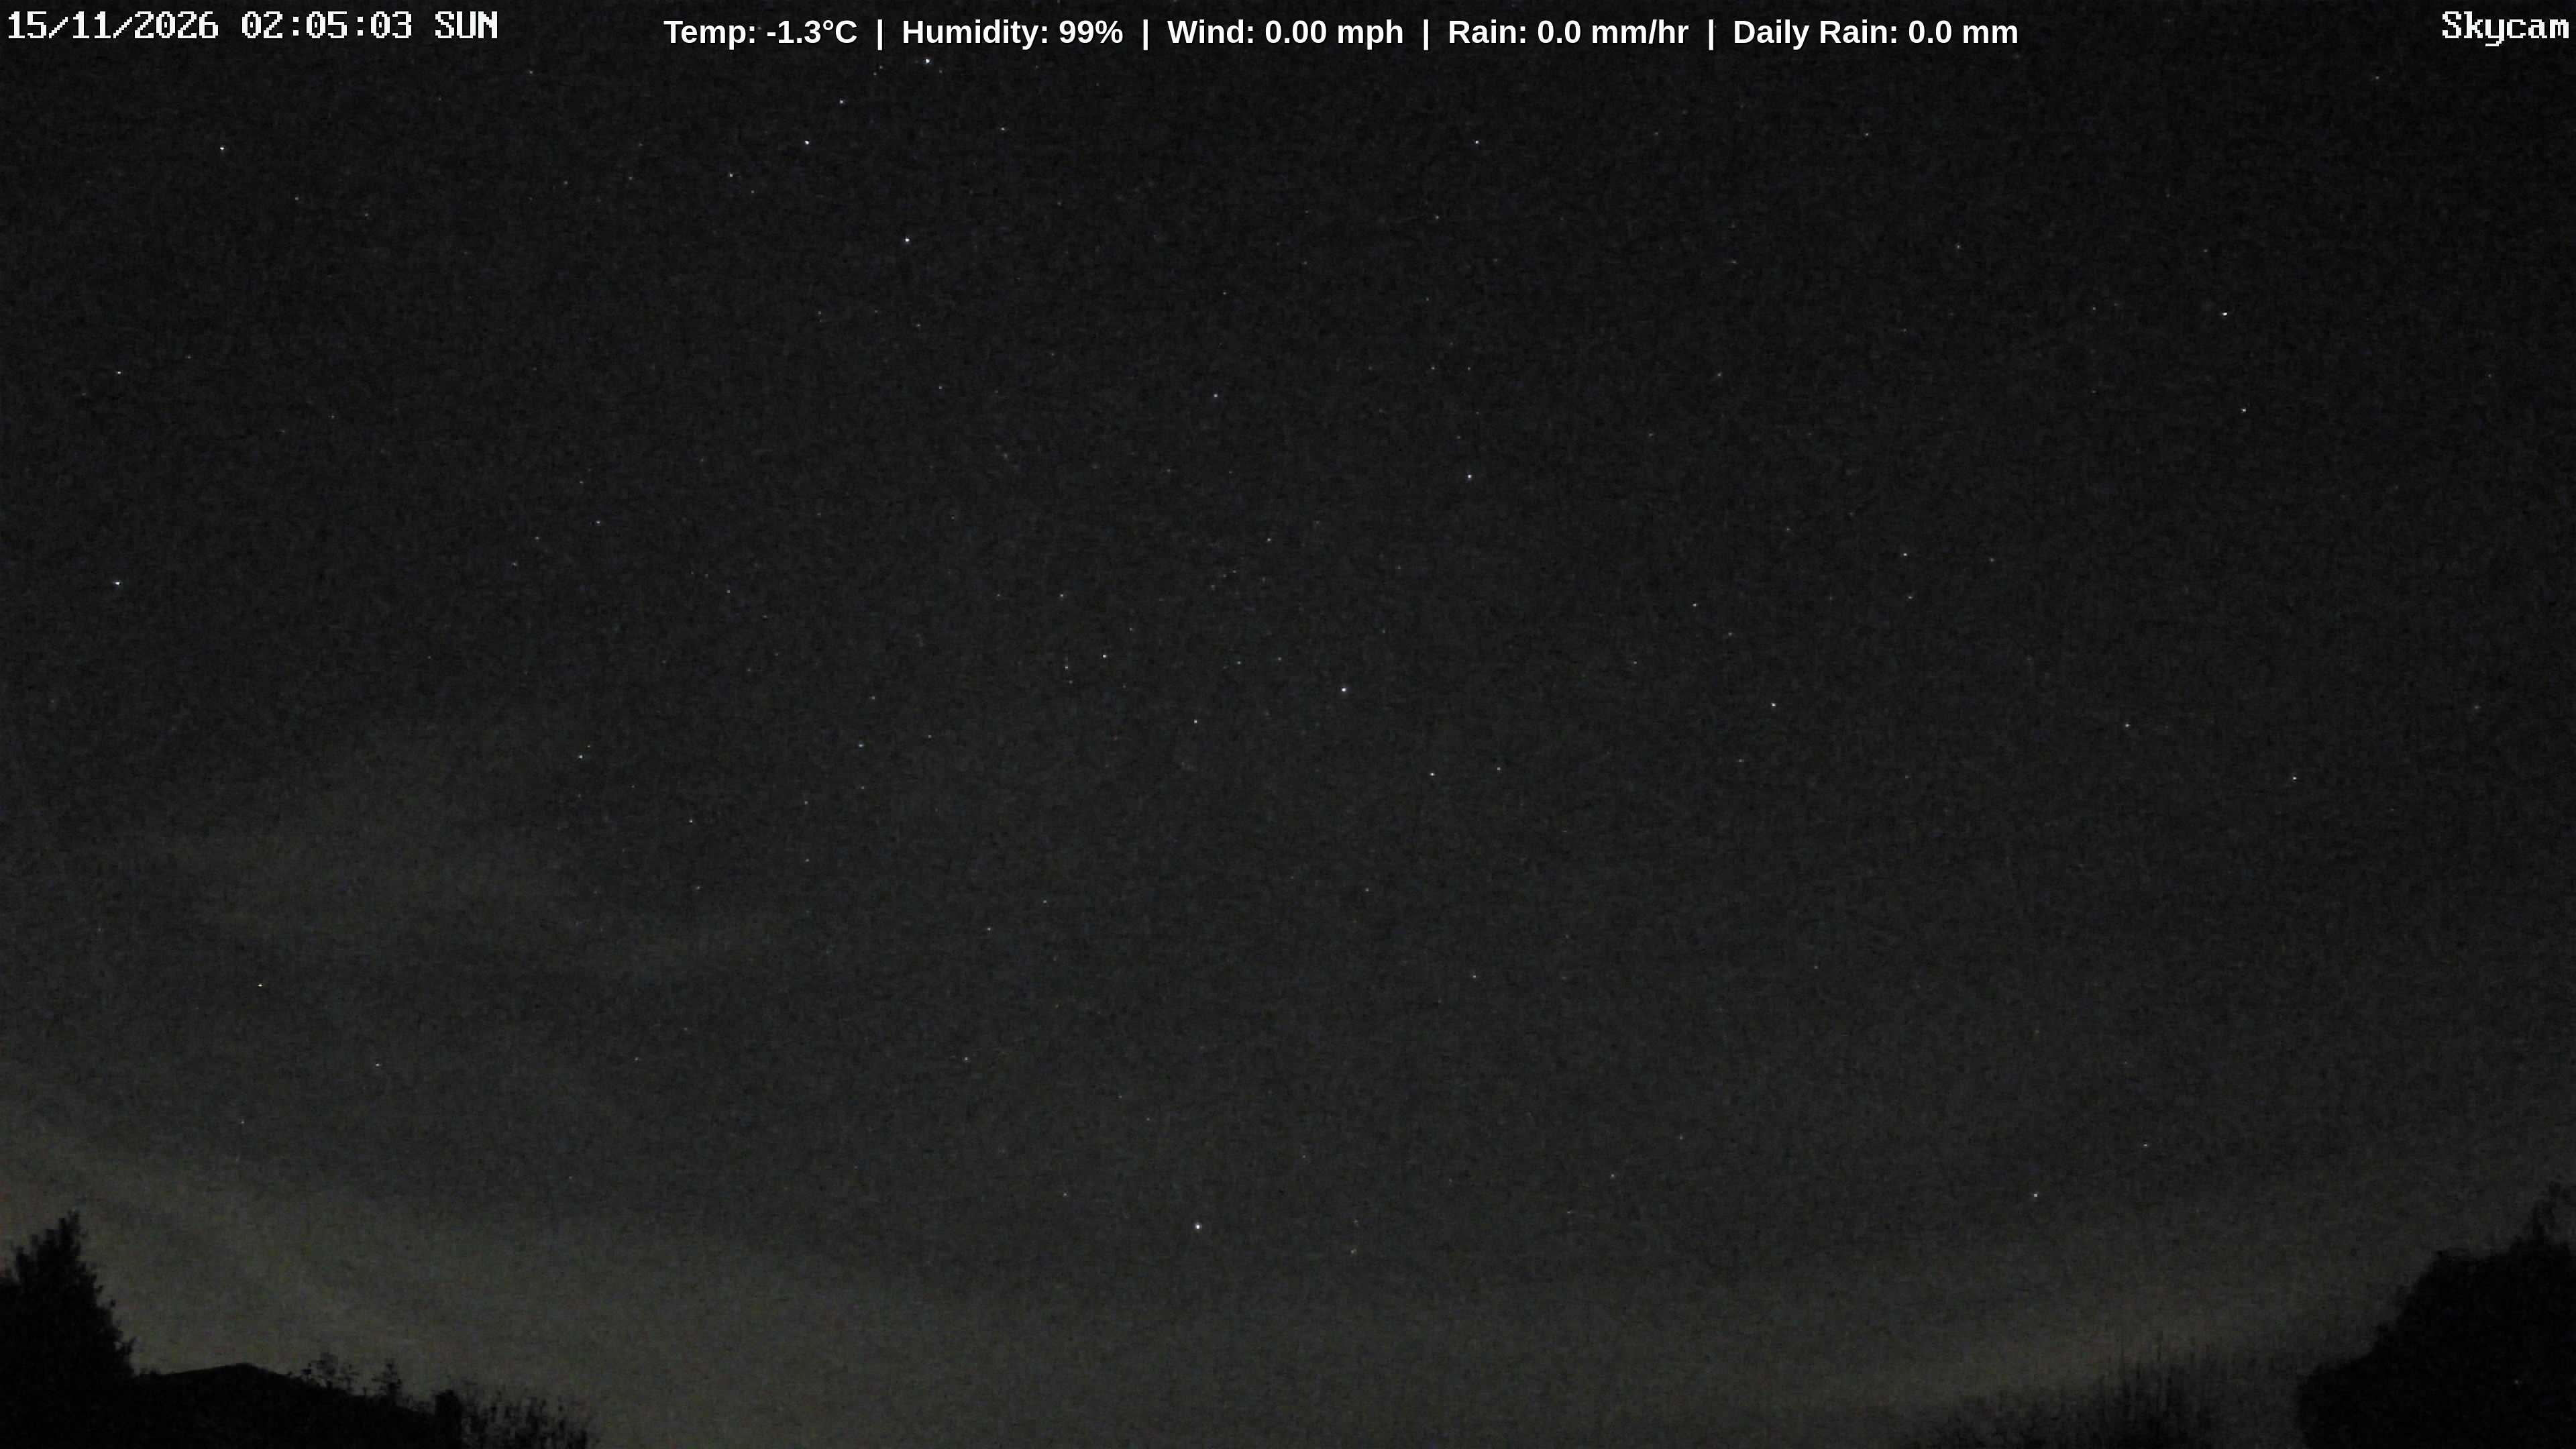 15/11/2026 02:05:03 SUN
Temp: -1.3°C | Humidity: 99% | Wind: 0.00 mph | Rain: 0.0 mm/hr | Daily Rain: 0.0 mm
Skycam